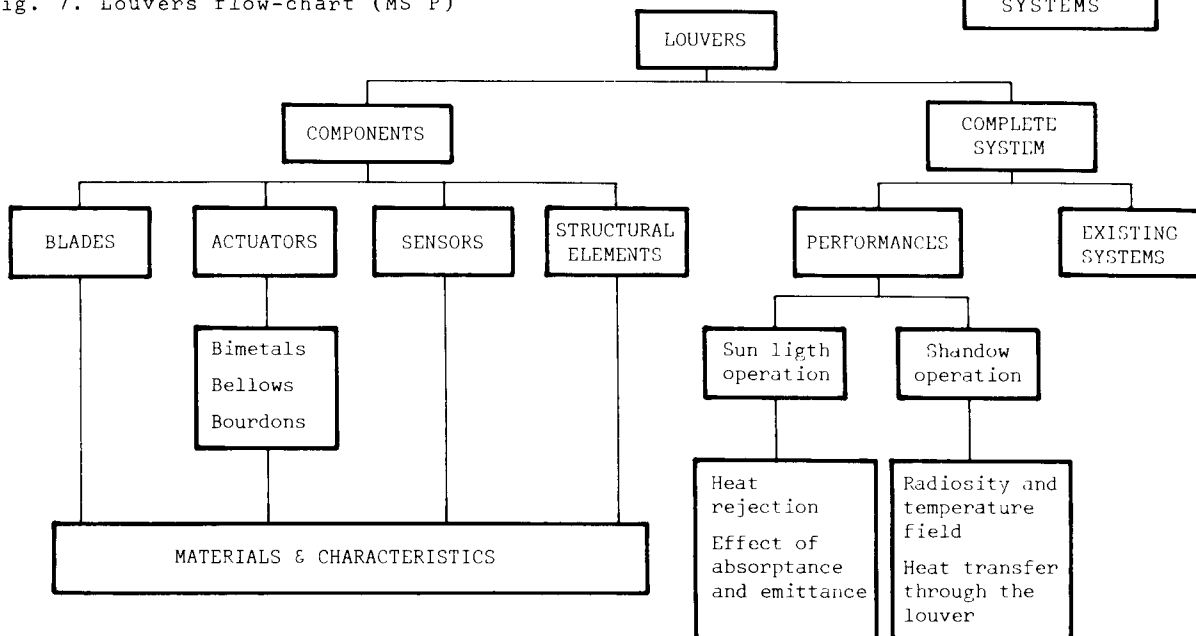 ig. 7. Louvers flow-chart (MS P)
SYSTEMS
LOUVERS
COMPONENTS
COMPLETE
SYSTEM
BLADES
ACTUATORS
SENSORS
STRUCTURAL
ELEMENTS
PERFORMANCES
EXISTING
SYSTEMS
Bimetals
Bellows
Bourdons
Sun ligth
operation
Shandow
operation
MATERIALS & CHARACTERISTICS
Heat
rejection
Effect of
absorptance
and emittance
Radiosity and
temperature
field
Heat transfer
through the
louver